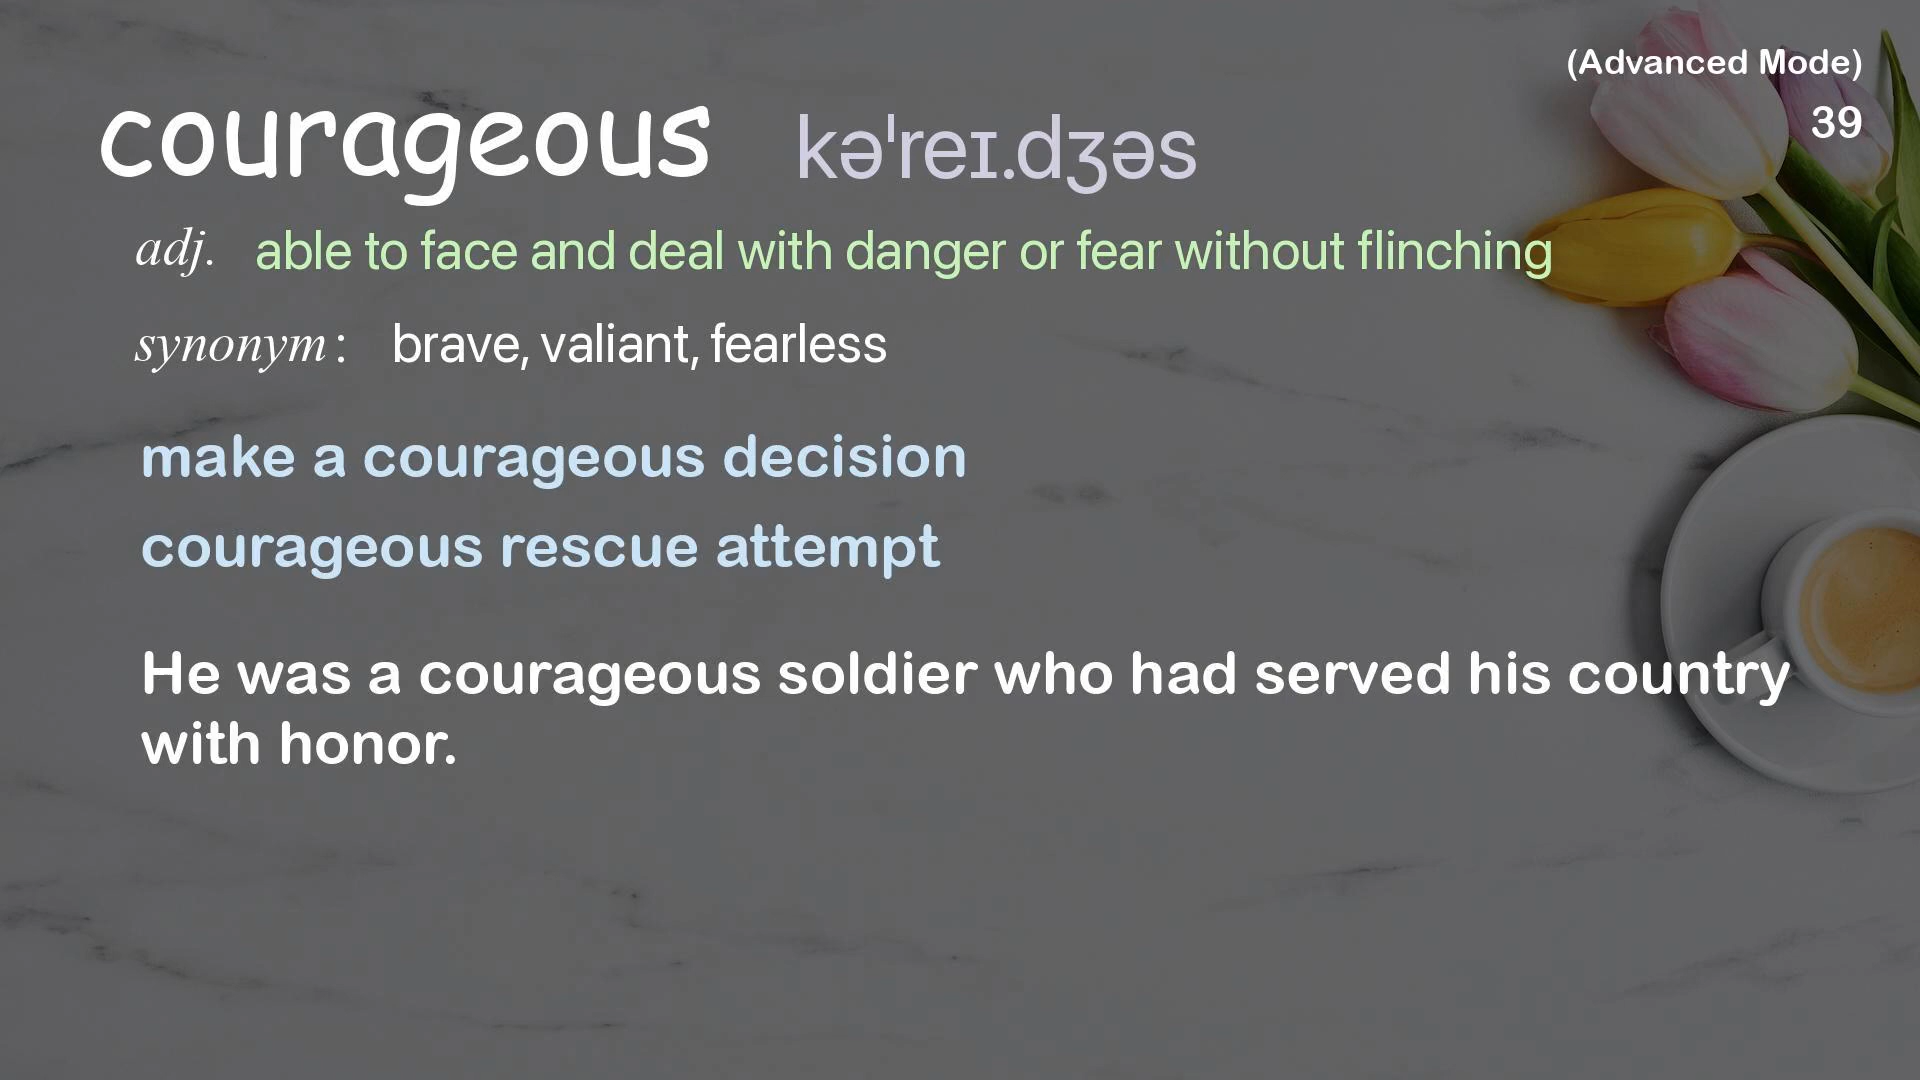 (Advanced Mode)
39
courageous kəˈreɪ.dʒəs
adj. able to face and deal with danger or fear without flinching
synonym: brave, valiant, fearless
make a courageous decision
courageous rescue attempt
He was a courageous soldier who had served his country
with honor.